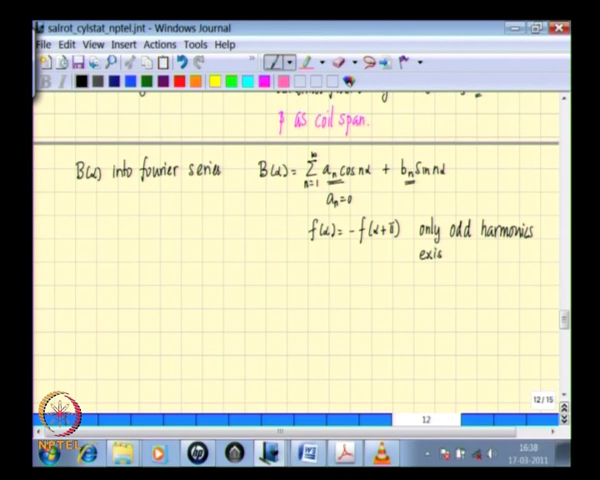 salrot_cylstat_nptel.jnt - Windows Journal
File Edit View Insert Actions Tools Help
& as coil span.
B(α) into fourier series B(α) = ∞∑n=1 an cos nα + bn sin nα
an = 0
f(α) = - f(α+π) only odd harmonics
exis
12 / 15
12
NPTEL
16:38
17-03-2011